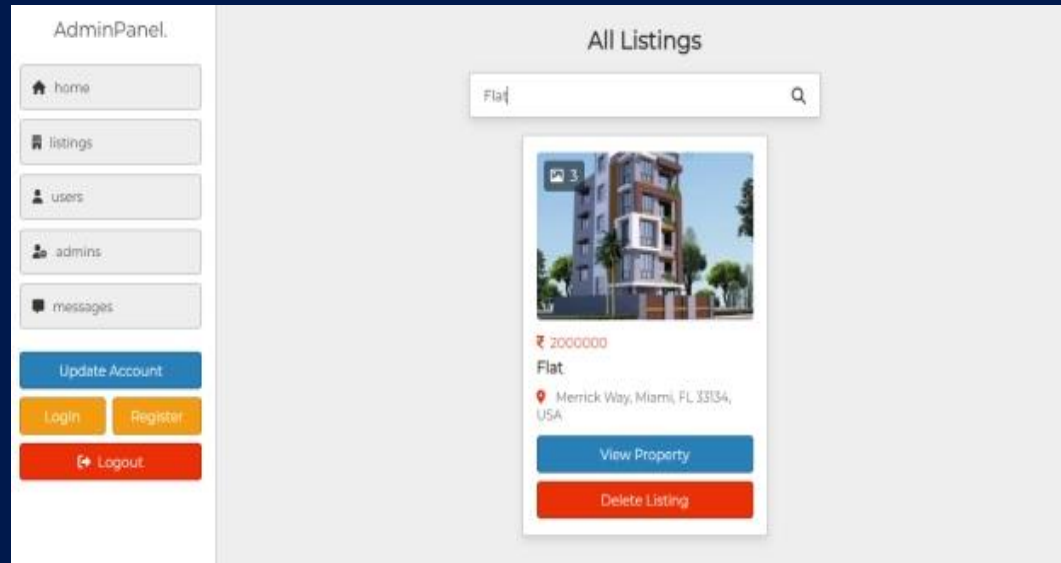 AdminPanel.
home
listings
users
admins
messages
Update Account
Login
Register
Logout
All Listings
Flat
3
₹ 2000000
Flat
Merrick Way, Miami, FL 33134,
USA
View Property
Delete Listing